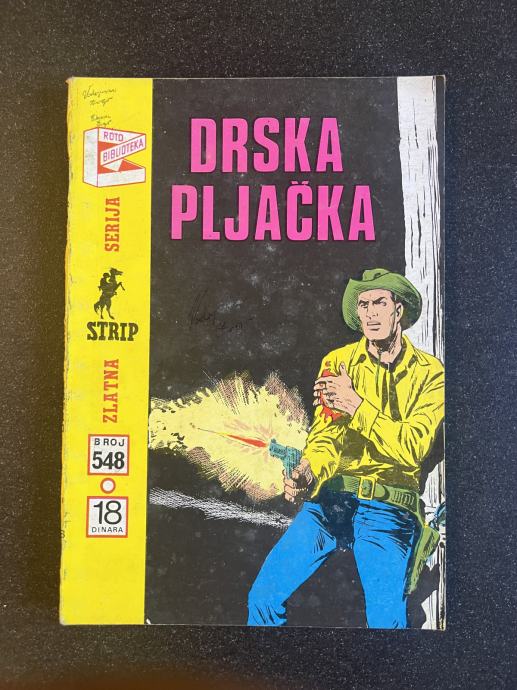 ROTO
BIBLIOTEKA
ZLATNA
STRIP
SERIJA
BROJ
548
18
DINARA
DRSKA
PLJAČKA